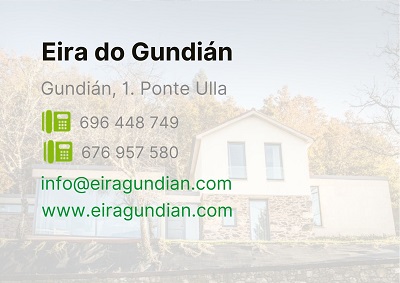 Eira do Gundián
Gundián, 1. Ponte Ulla
696 448 749
676 957 580
info@eiragundian.com
www.eiragundian.com